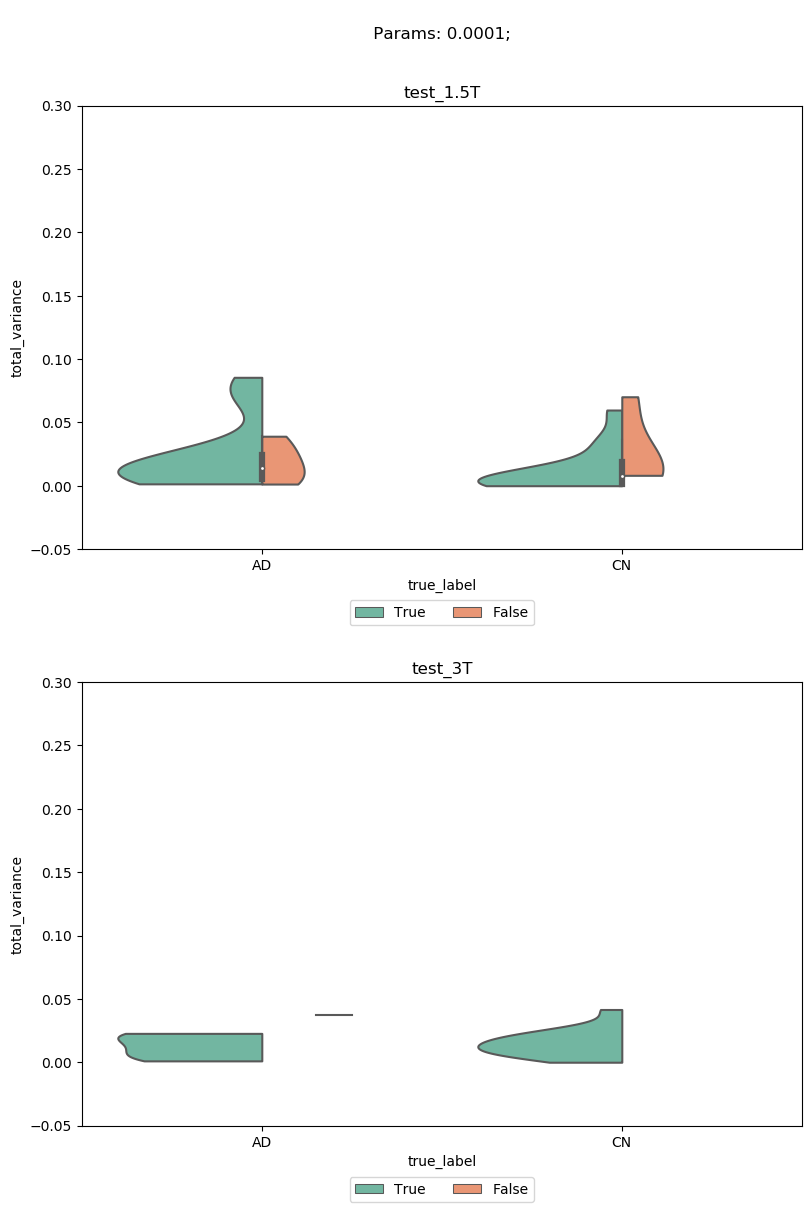 Params: 0.0001;
test_1.5T
0.30
0.25
0.20
0.15
0.10
0.05
0.00
−0.05
total_variance
AD CN
true_label
True False
test_3T
0.30
0.25
0.20
0.15
0.10
0.05
0.00
−0.05
total_variance
AD CN
true_label
True False